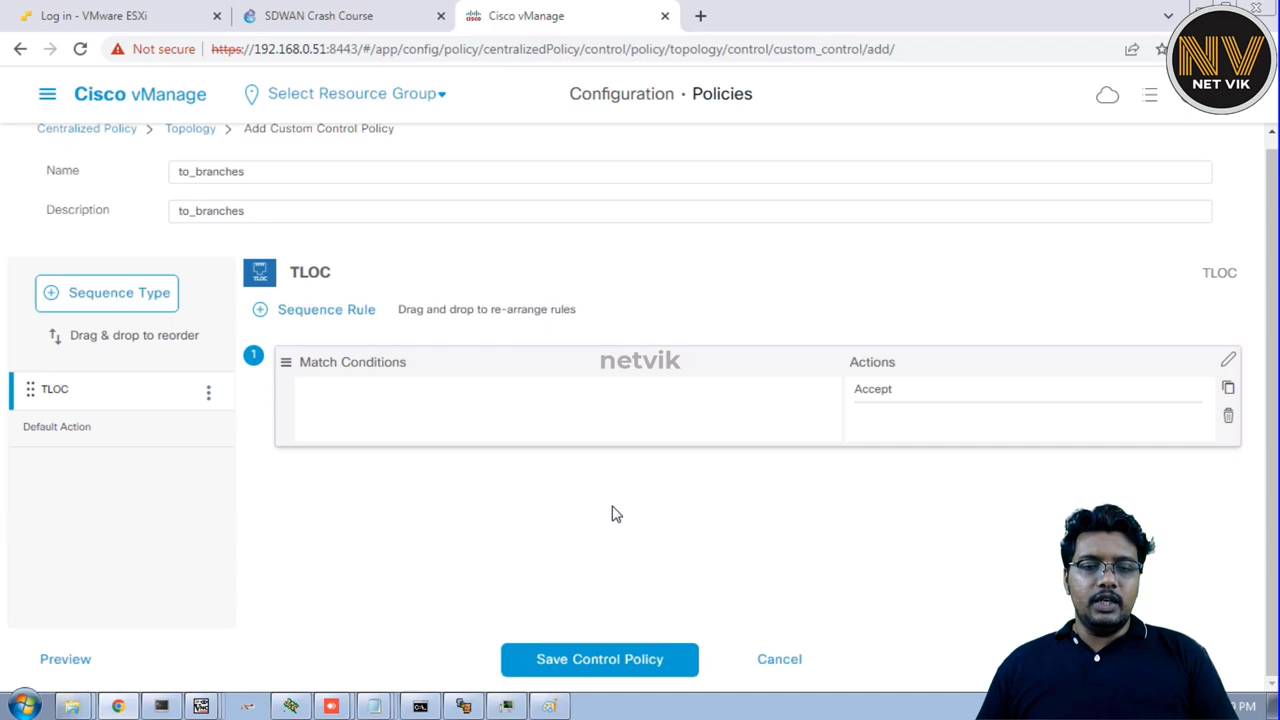 Log in - VMware ESXi
SDWAN Crash Course
Cisco vManage
Not secure
https://192.168.0.51:8443/#/app/config/policy/centralizedPolicy/control/policy/topology/control/custom_control/add/
NV
NET VIK
Cisco vManage
Select Resource Group
Configuration · Policies
Centralized Policy > Topology > Add Custom Control Policy
Name
to_branches
Description
to_branches
Sequence Type
Drag & drop to reorder
TLOC
Default Action
TLOC
TLOC
TLOC
Sequence Rule
Drag and drop to re-arrange rules
1
Match Conditions
netvik
Actions
Accept
Preview
Save Control Policy
Cancel
PM